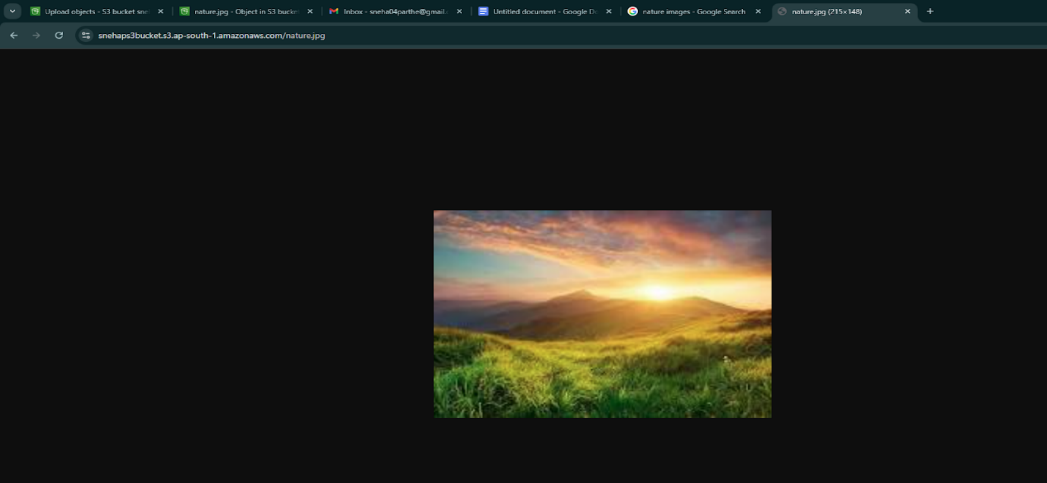 Upload objects - S3 bucket sne
nature.jpg - Object in S3 bucke
Inbox - sneha04parthe@gmail.
Untitled document - Google Do
nature images - Google Search
nature.jpg (215×148)
snehaps3bucket.s3.ap-south-1.amazonaws.com/nature.jpg